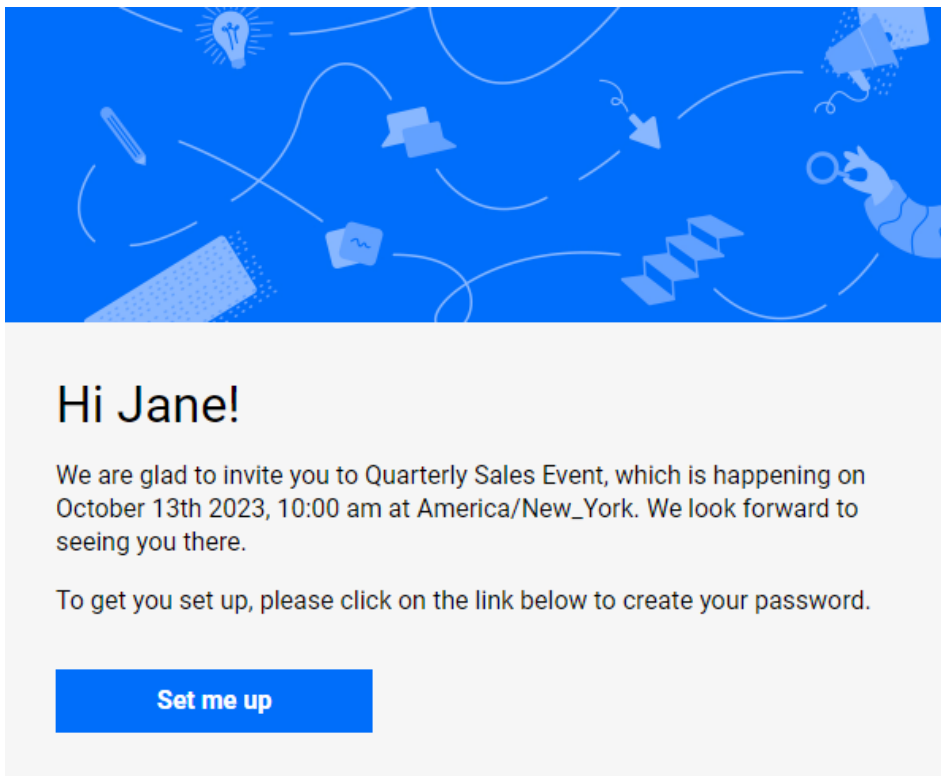 Hi Jane!
We are glad to invite you to Quarterly Sales Event, which is happening on
October 13th 2023, 10:00 am at America/New_York. We look forward to
seeing you there.
To get you set up, please click on the link below to create your password.
Set me up